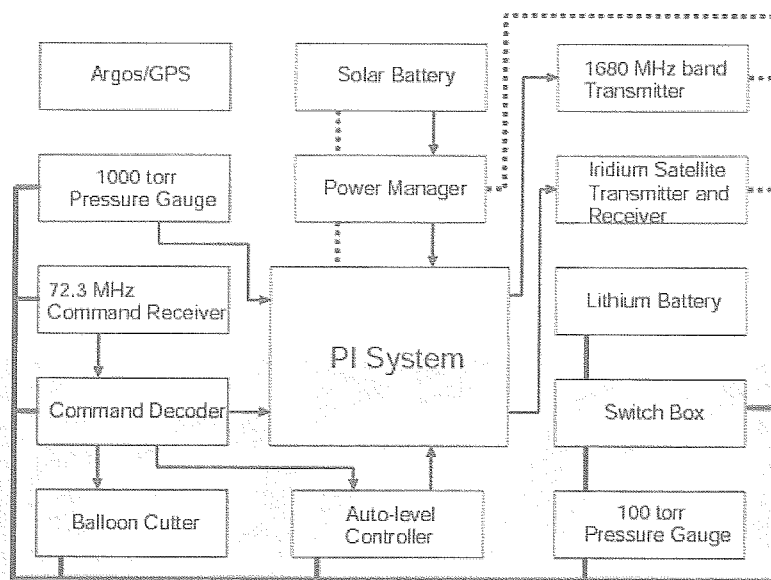 Argos/GPS
Solar Battery
1680 MHz band
Transmitter
1000 torr
Pressure Gauge
Power Manager
Iridium Satellite
Transmitter and
Receiver
72.3 MHz
Command Receiver
PI System
Lithium Battery
Command Decoder
Switch Box
Balloon Cutter
Auto-level
Controller
100 torr
Pressure Gauge